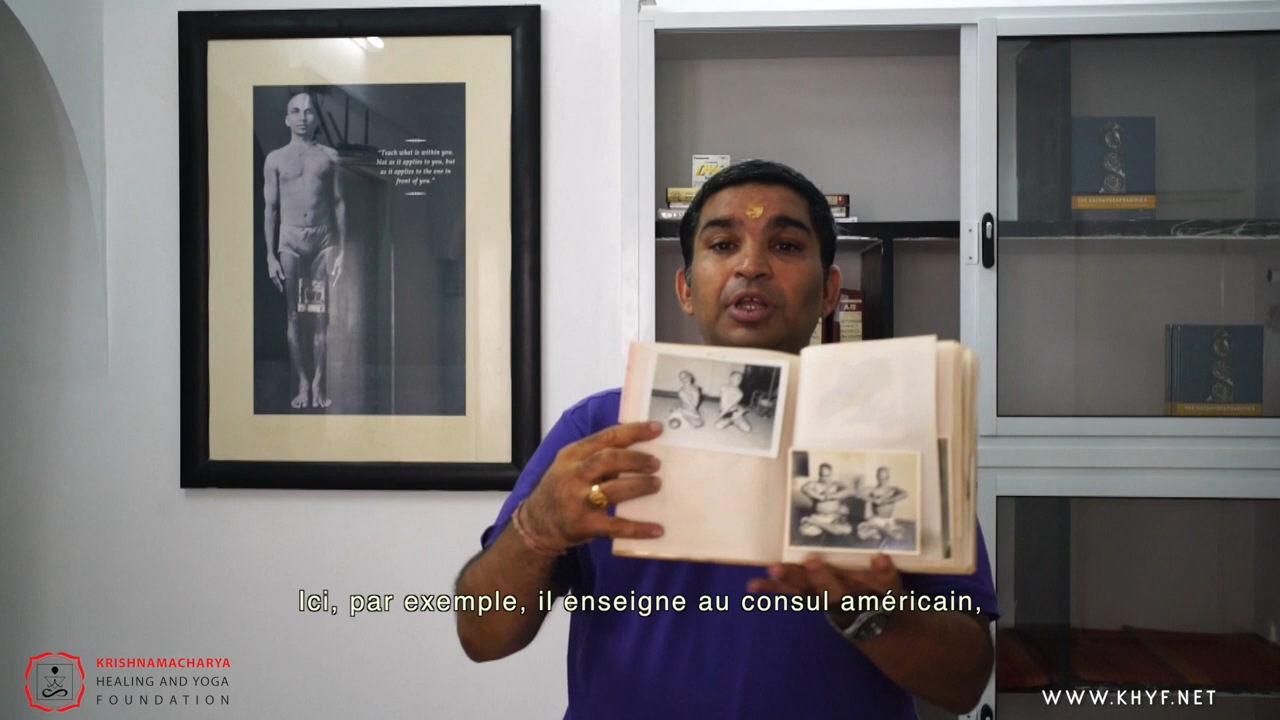 "Teach what is within you.
Not as it applies to you, but
as it applies to the one in
front of you."
Ici, par exemple, il enseigne au consul américain,
KRISHNAMACHARYA
HEALING AND YOGA
FOUNDATION
WWW.KHYF.NET